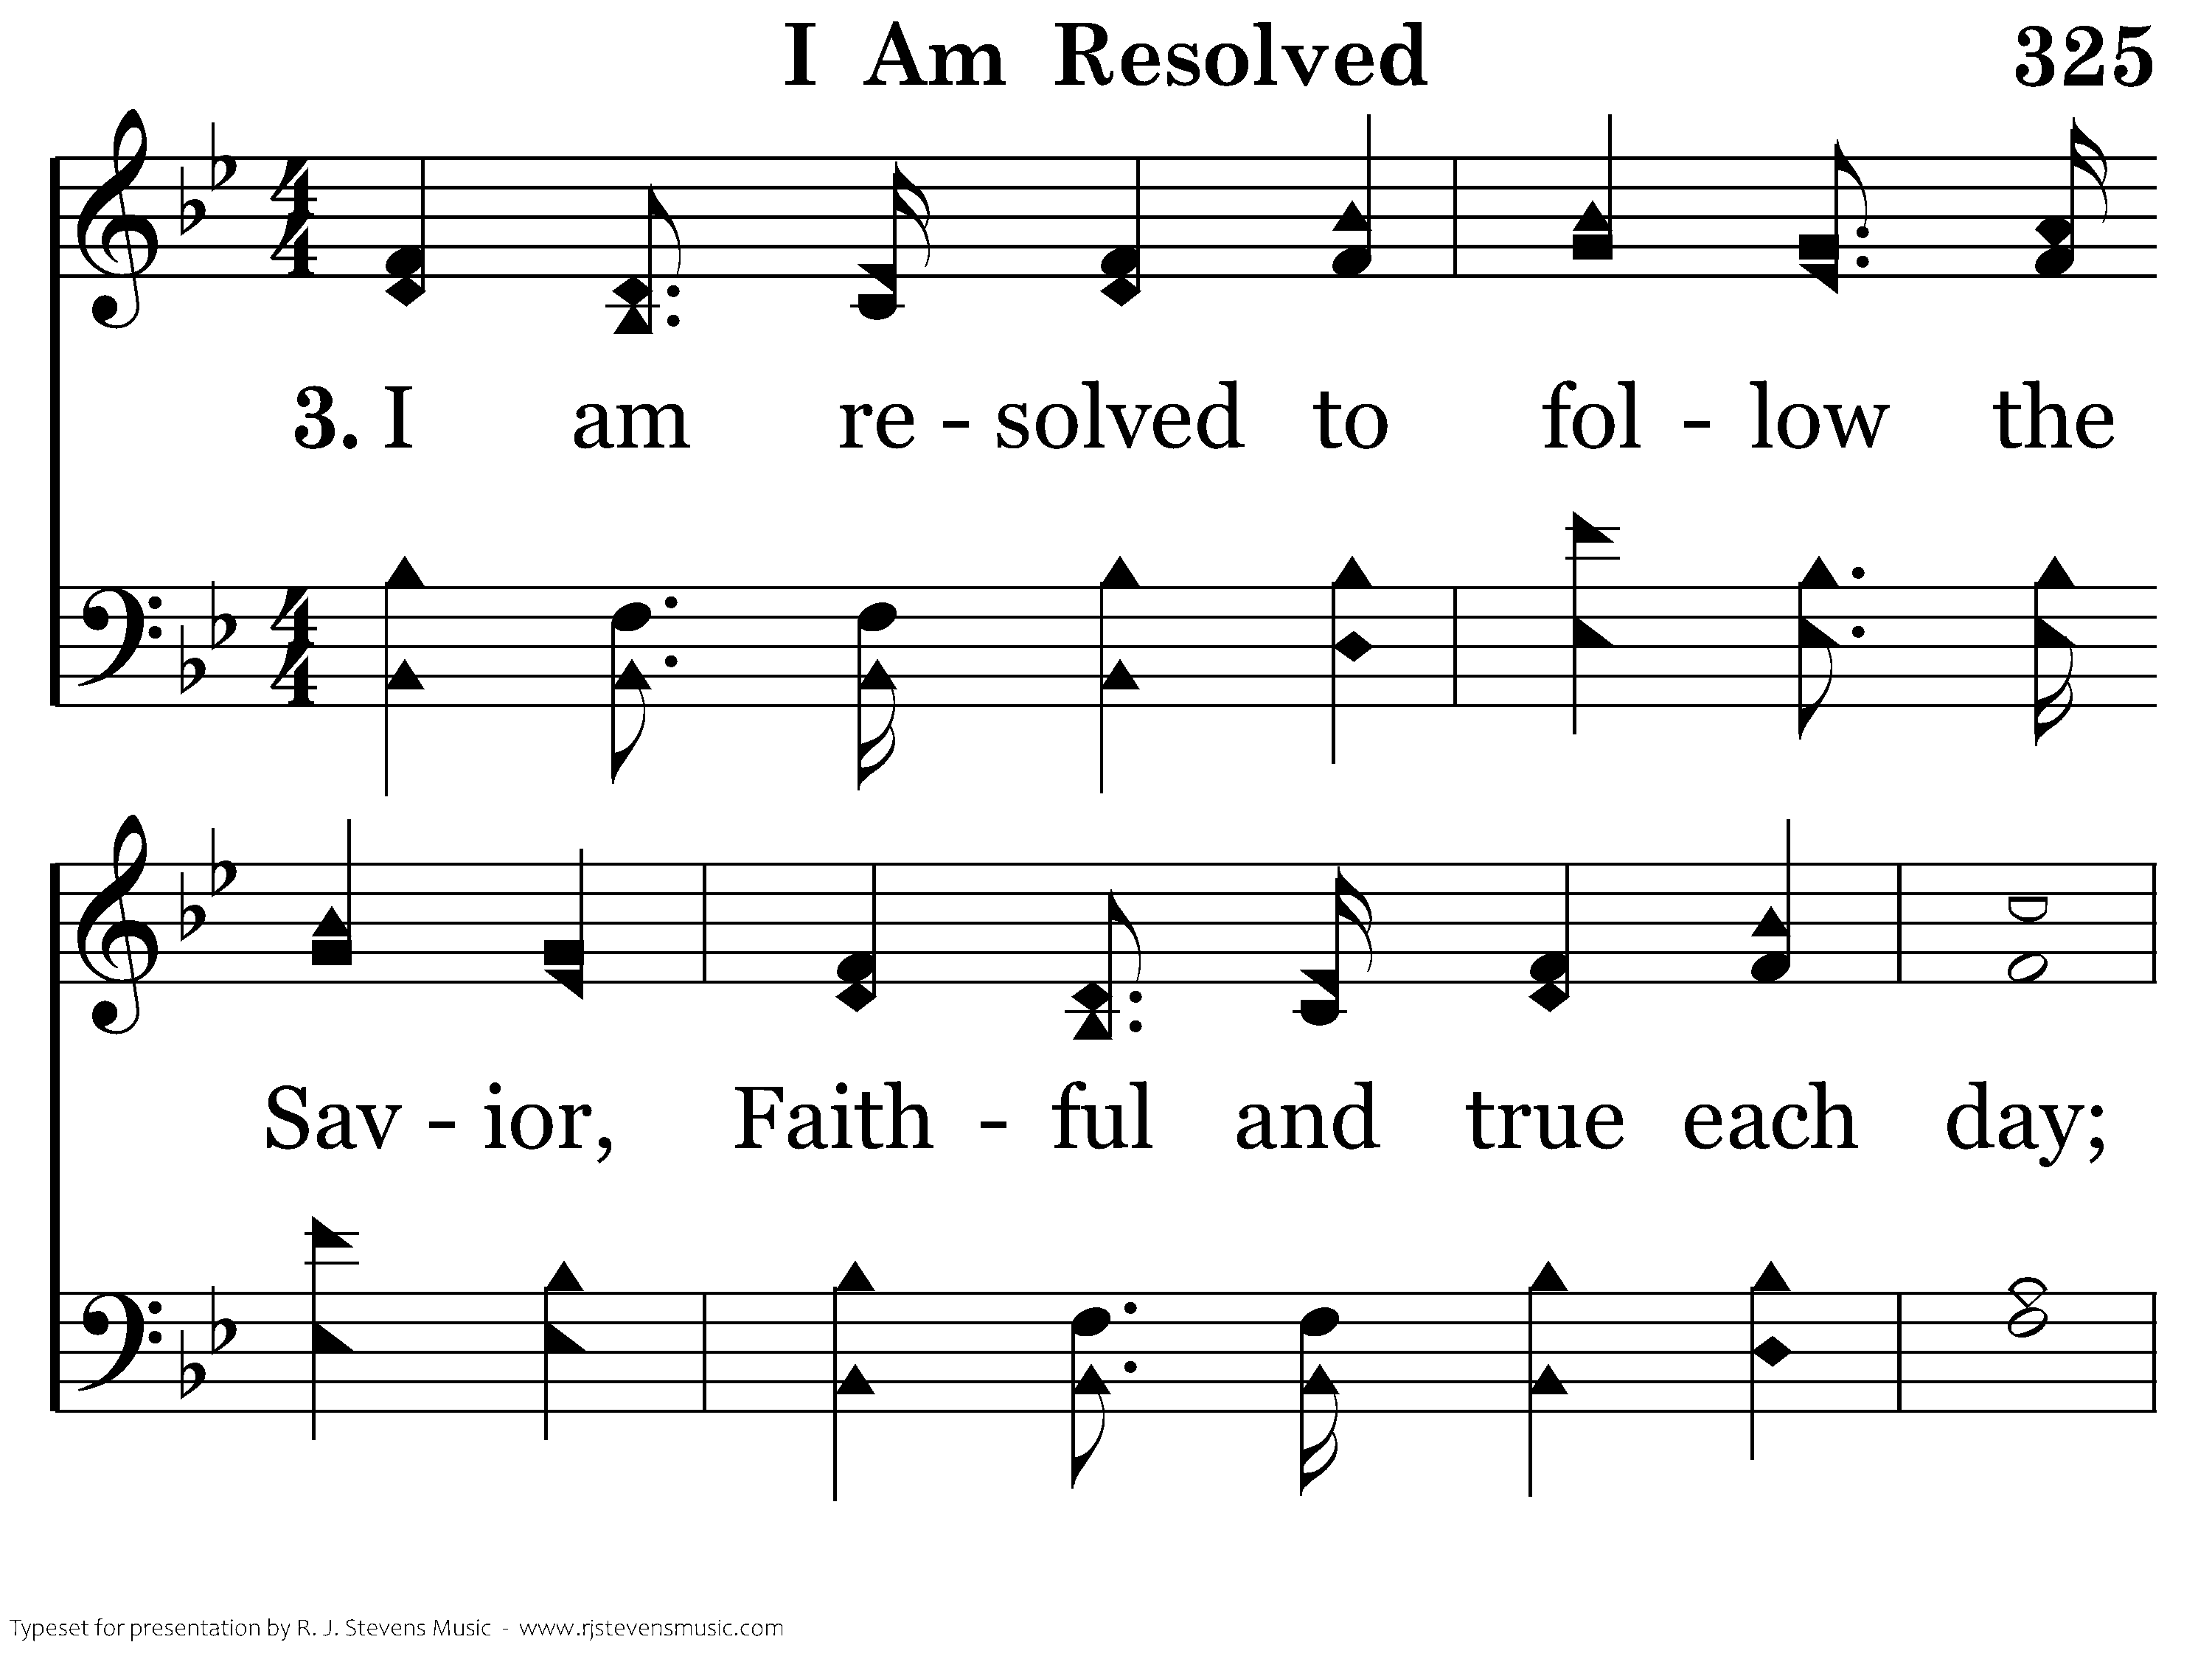 I Am Resolved 325
3. I am re - solved to fol - low the
Sav - ior, Faith - ful and true each day;
Typeset for presentation by R. J. Stevens Music - www.rjstevensmusic.com